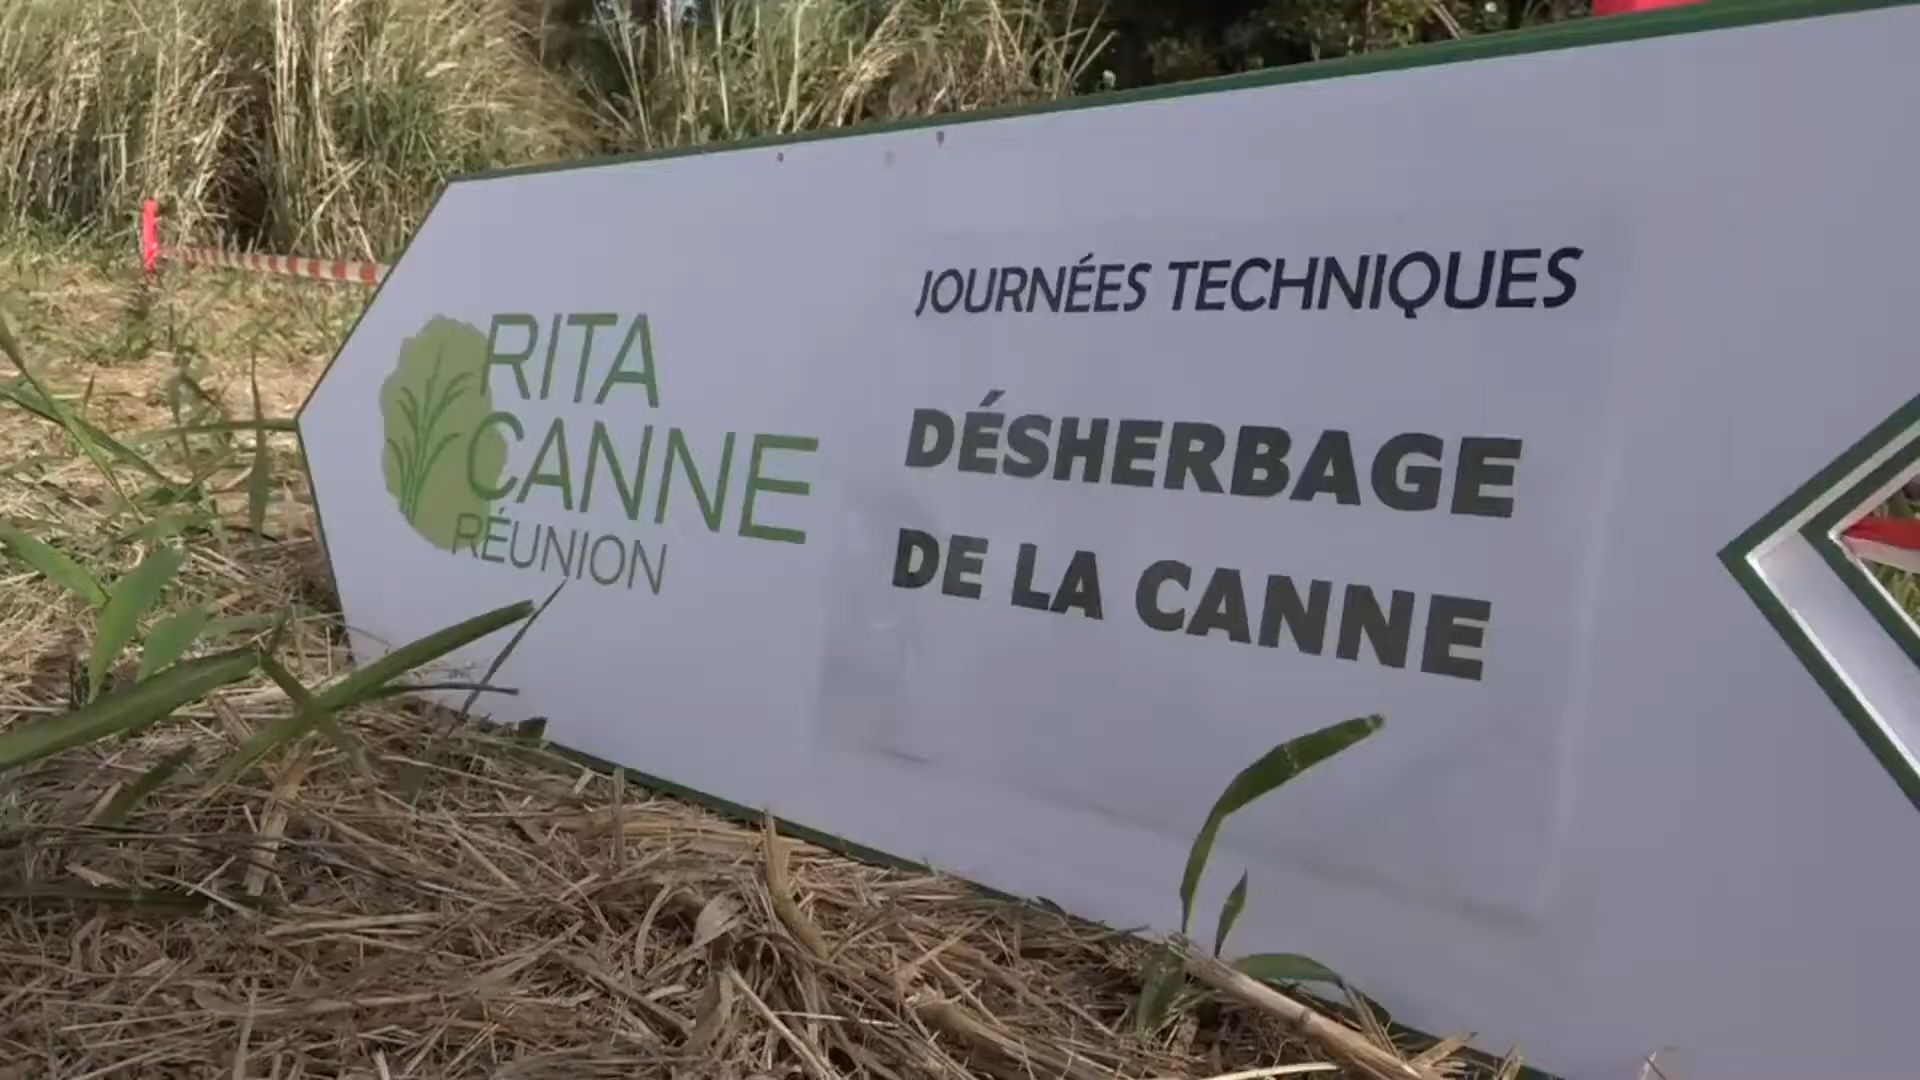 RITA
CANNE
RÉUNION
JOURNÉES TECHNIQUES
DÉSHERBAGE
DE LA CANNE